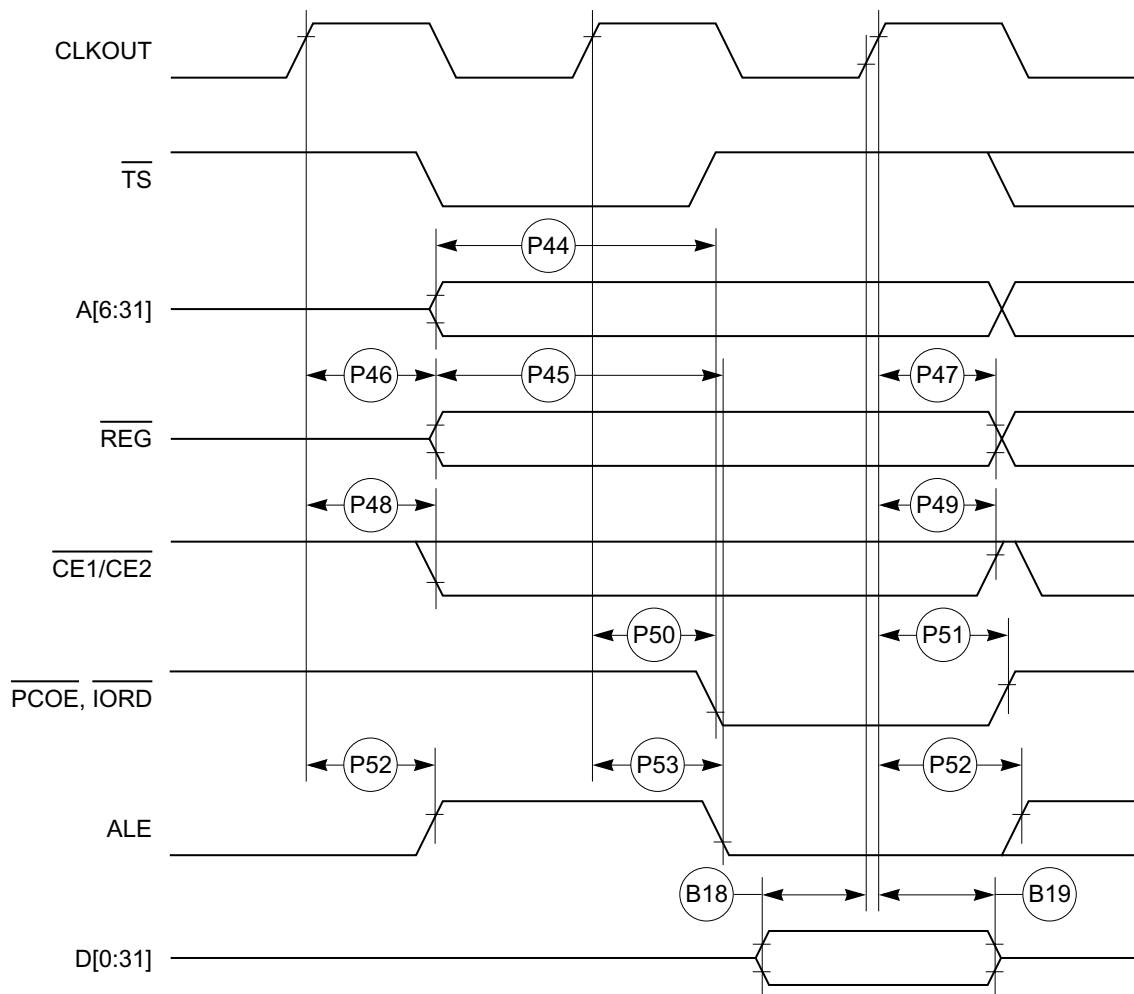 CLKOUT
TS
P44
A[6:31]
P46 P45 P47
REG
P48 P49
CE1/CE2
P50 P51
PCOE, IORD
P52 P53 P52
ALE
B18 B19
D[0:31]